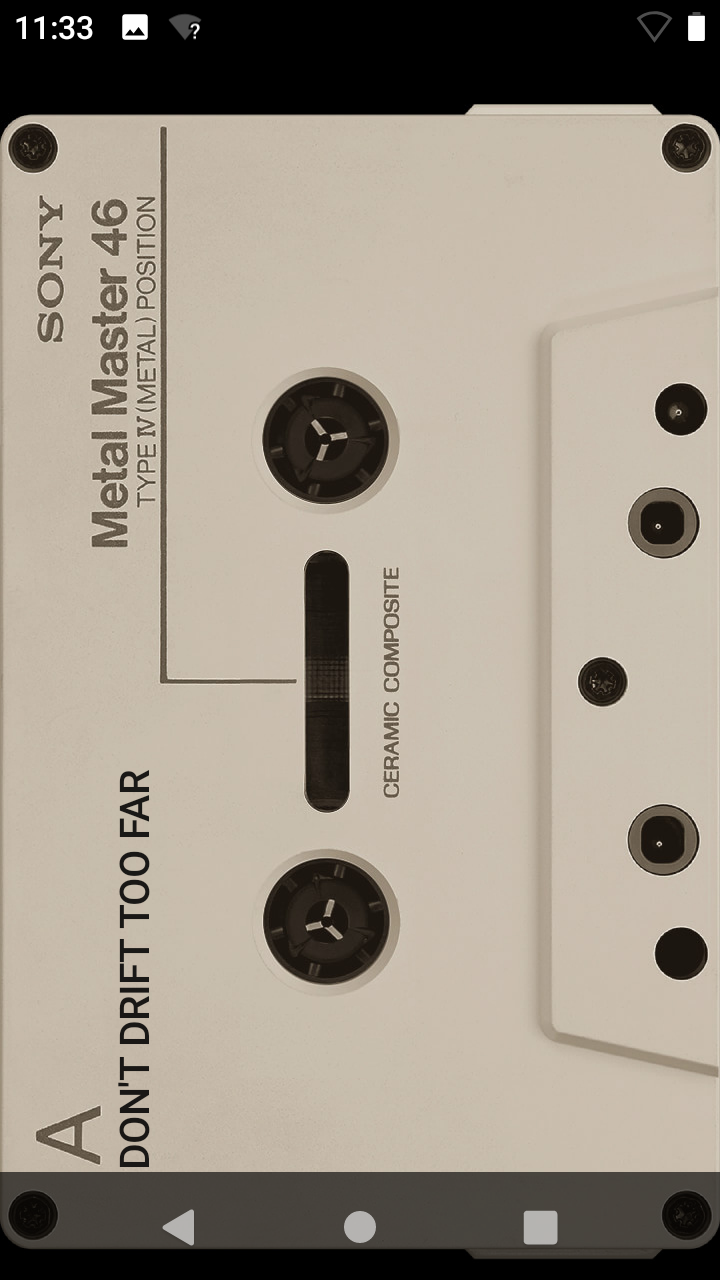 11:33
SONY
Metal Master 46
TYPE IV (METAL) POSITION
CERAMIC COMPOSITE
A
DON'T DRIFT TOO FAR